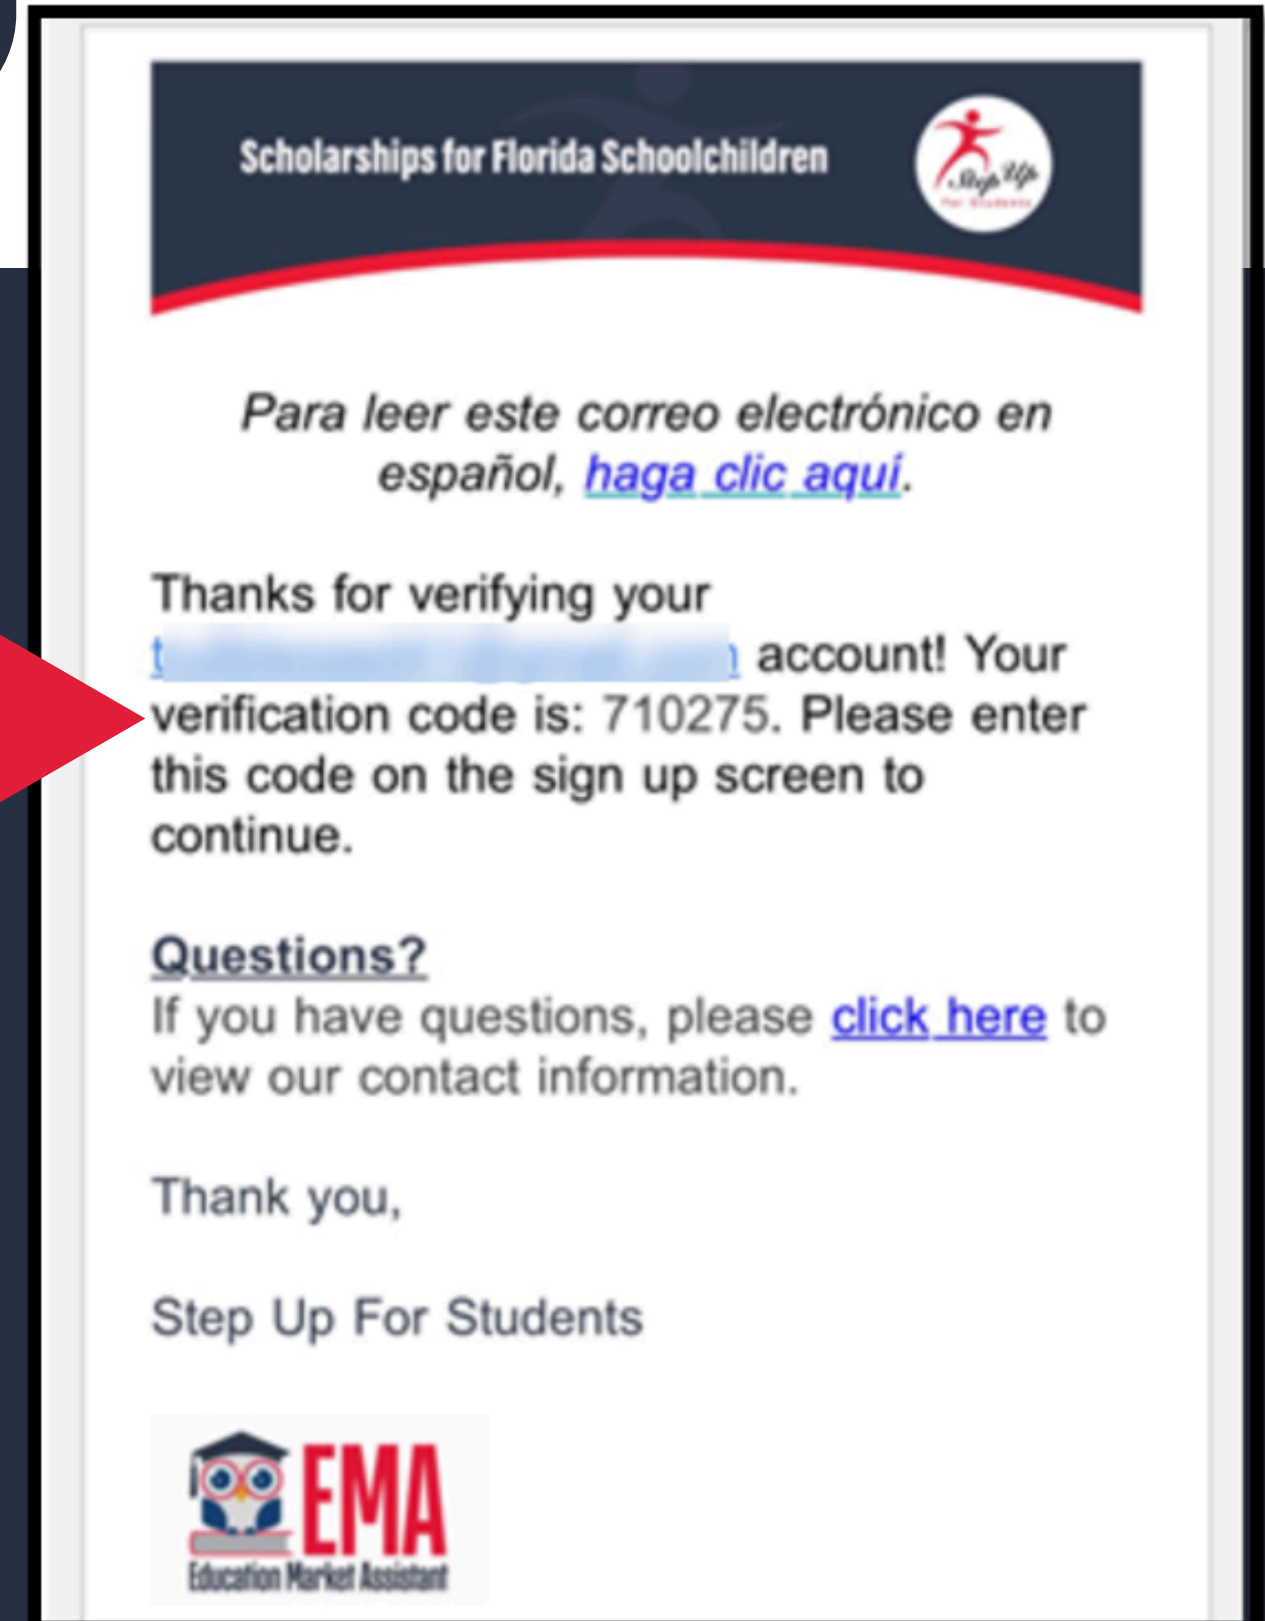 Scholarships for Florida Schoolchildren
Step Up
For Students
Para leer este correo electrónico en
español, haga clic aquí.
Thanks for verifying your
account! Your
verification code is: 710275. Please enter
this code on the sign up screen to
continue.
Questions?
If you have questions, please click here to
view our contact information.
Thank you,
Step Up For Students
EMA
Education Market Assistant